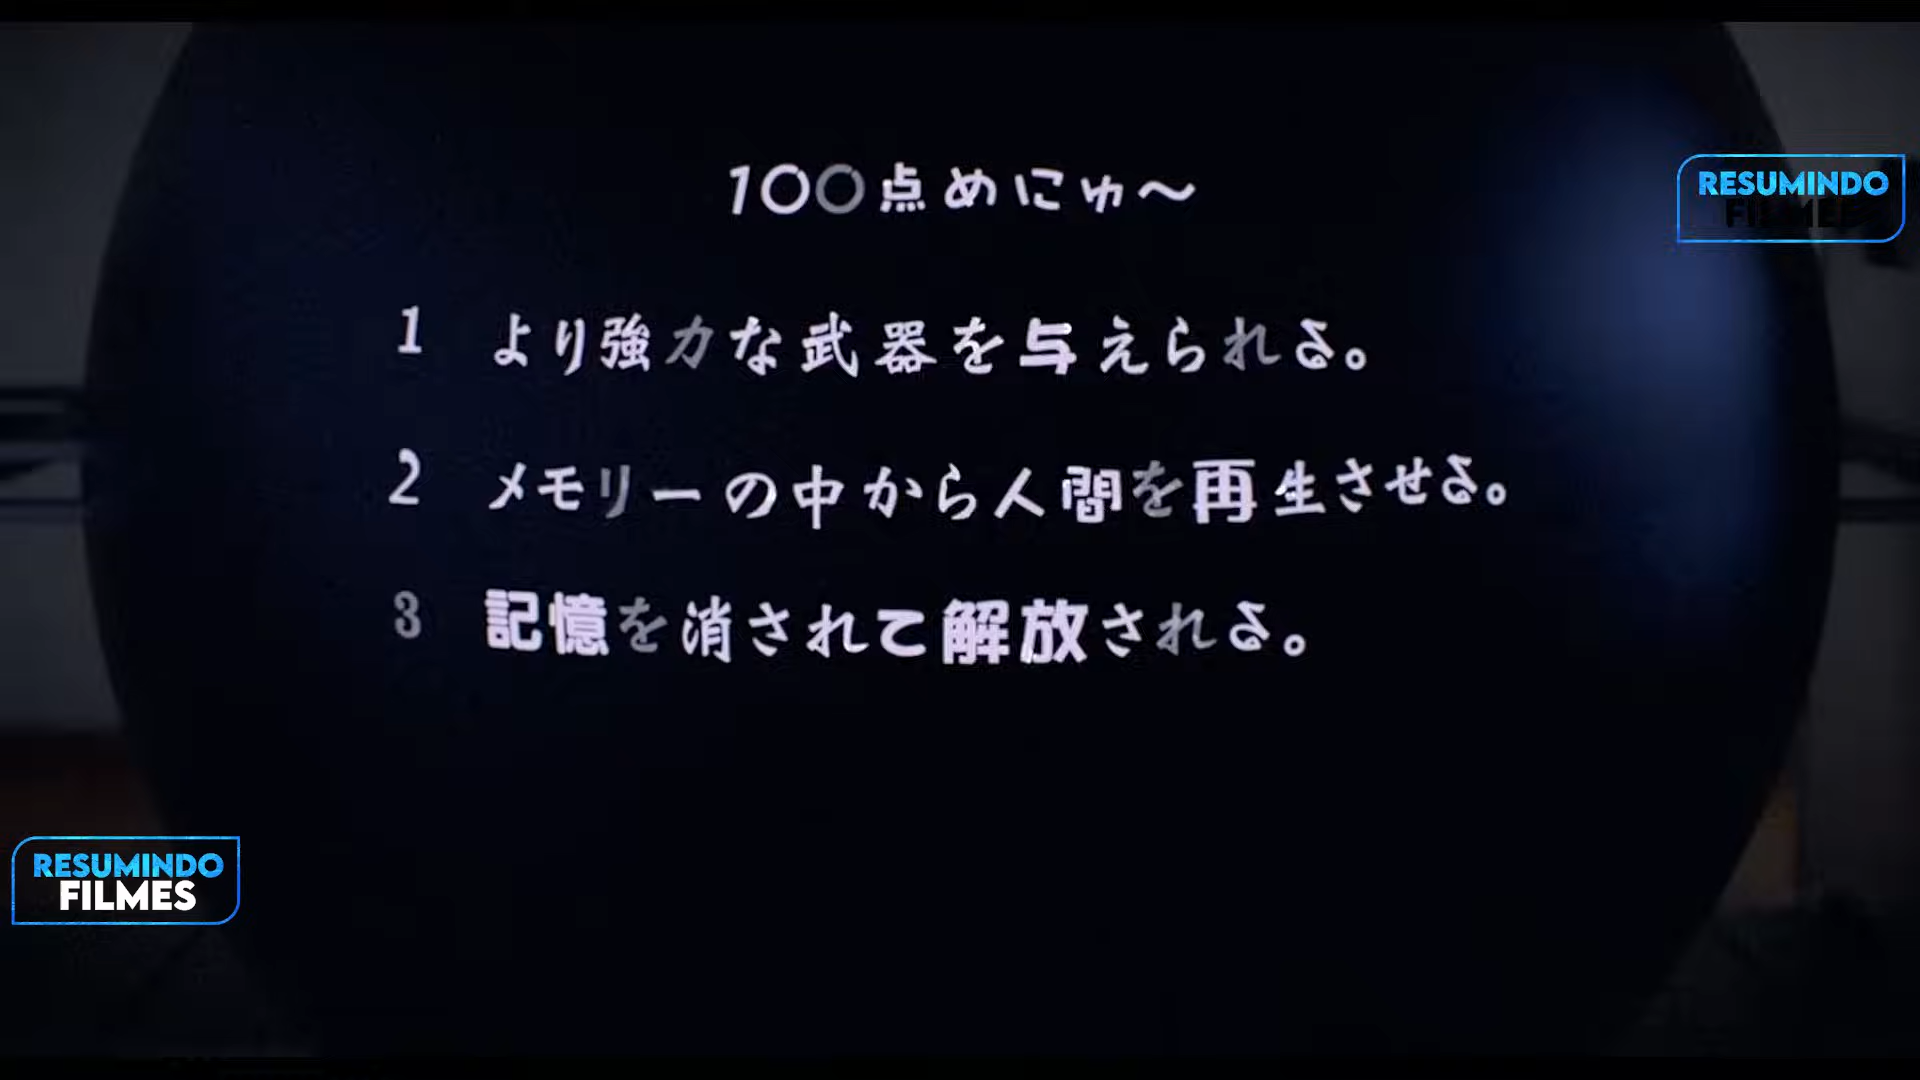 100点めにゅ〜
RESUMINDO
FILMES
1 より強力な武器を与えられる。
2 メモリーの中から人間を再生させる。
3 記憶を消されて解放される。
RESUMINDO
FILMES